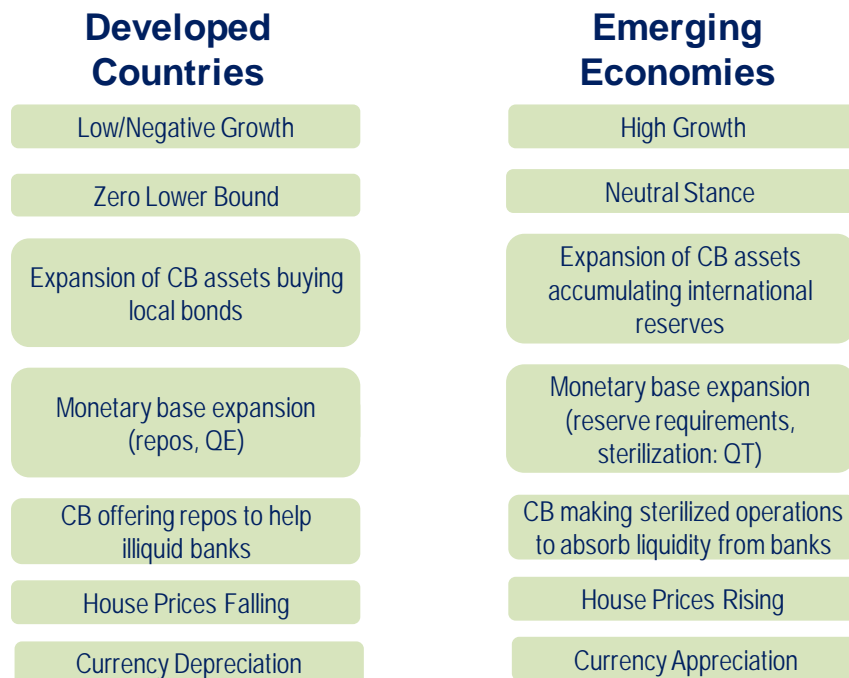 Developed
Countries
Low/Negative Growth
Zero Lower Bound
Expansion of CB assets buying
local bonds
Monetary base expansion
(repos, QE)
CB offering repos to help
illiquid banks
House Prices Falling
Currency Depreciation
Emerging
Economies
High Growth
Neutral Stance
Expansion of CB assets
accumulating international
reserves
Monetary base expansion
(reserve requirements,
sterilization: QT)
CB making sterilized operations
to absorb liquidity from banks
House Prices Rising
Currency Appreciation